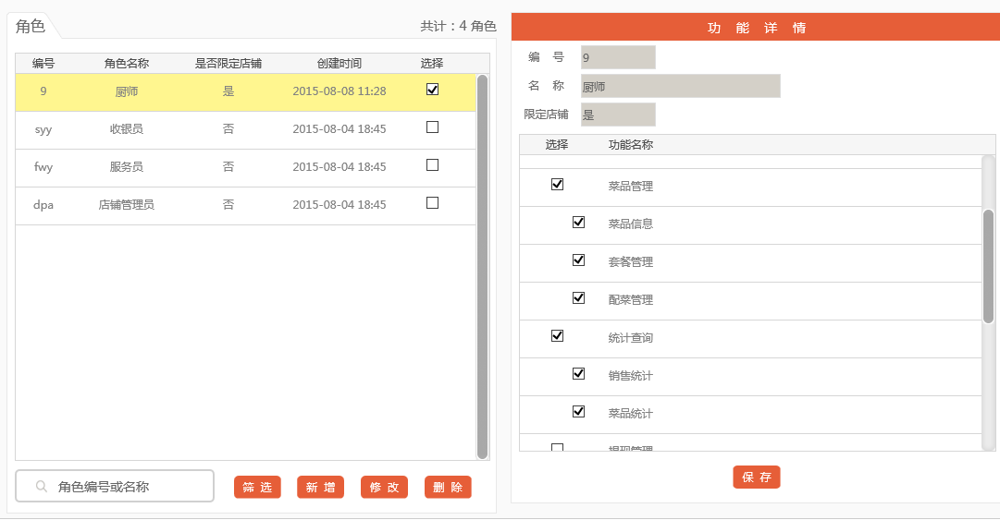 角色
共计：4 角色
编号 角色名称 是否限定店铺 创建时间 选择
9 厨师 是 2015-08-08 11:28
syy 收银员 否 2015-08-04 18:45
fwy 服务员 否 2015-08-04 18:45
dpa 店铺管理员 否 2015-08-04 18:45
角色编号或名称
筛 选
新 增
修 改
删 除
功 能 详 情
编 号 9
名 称 厨师
限定店铺 是
选择 功能名称
菜品管理
菜品信息
套餐管理
配菜管理
统计查询
销售统计
菜品统计
保 存